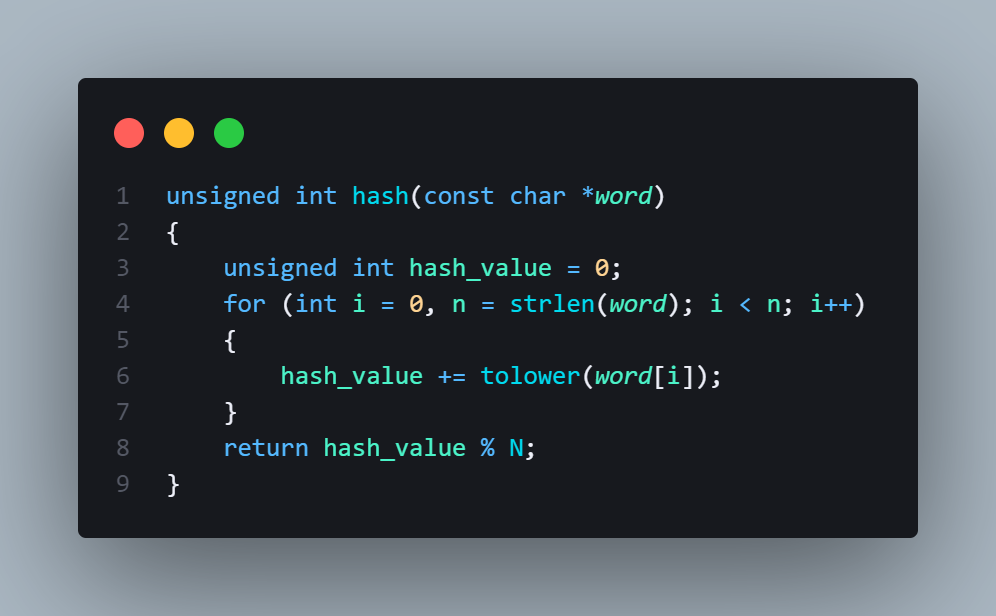 1 unsigned int hash(const char *word)
2 {
3     unsigned int hash_value = 0;
4     for (int i = 0, n = strlen(word); i < n; i++)
5     {
6         hash_value += tolower(word[i]);
7     }
8     return hash_value % N;
9 }